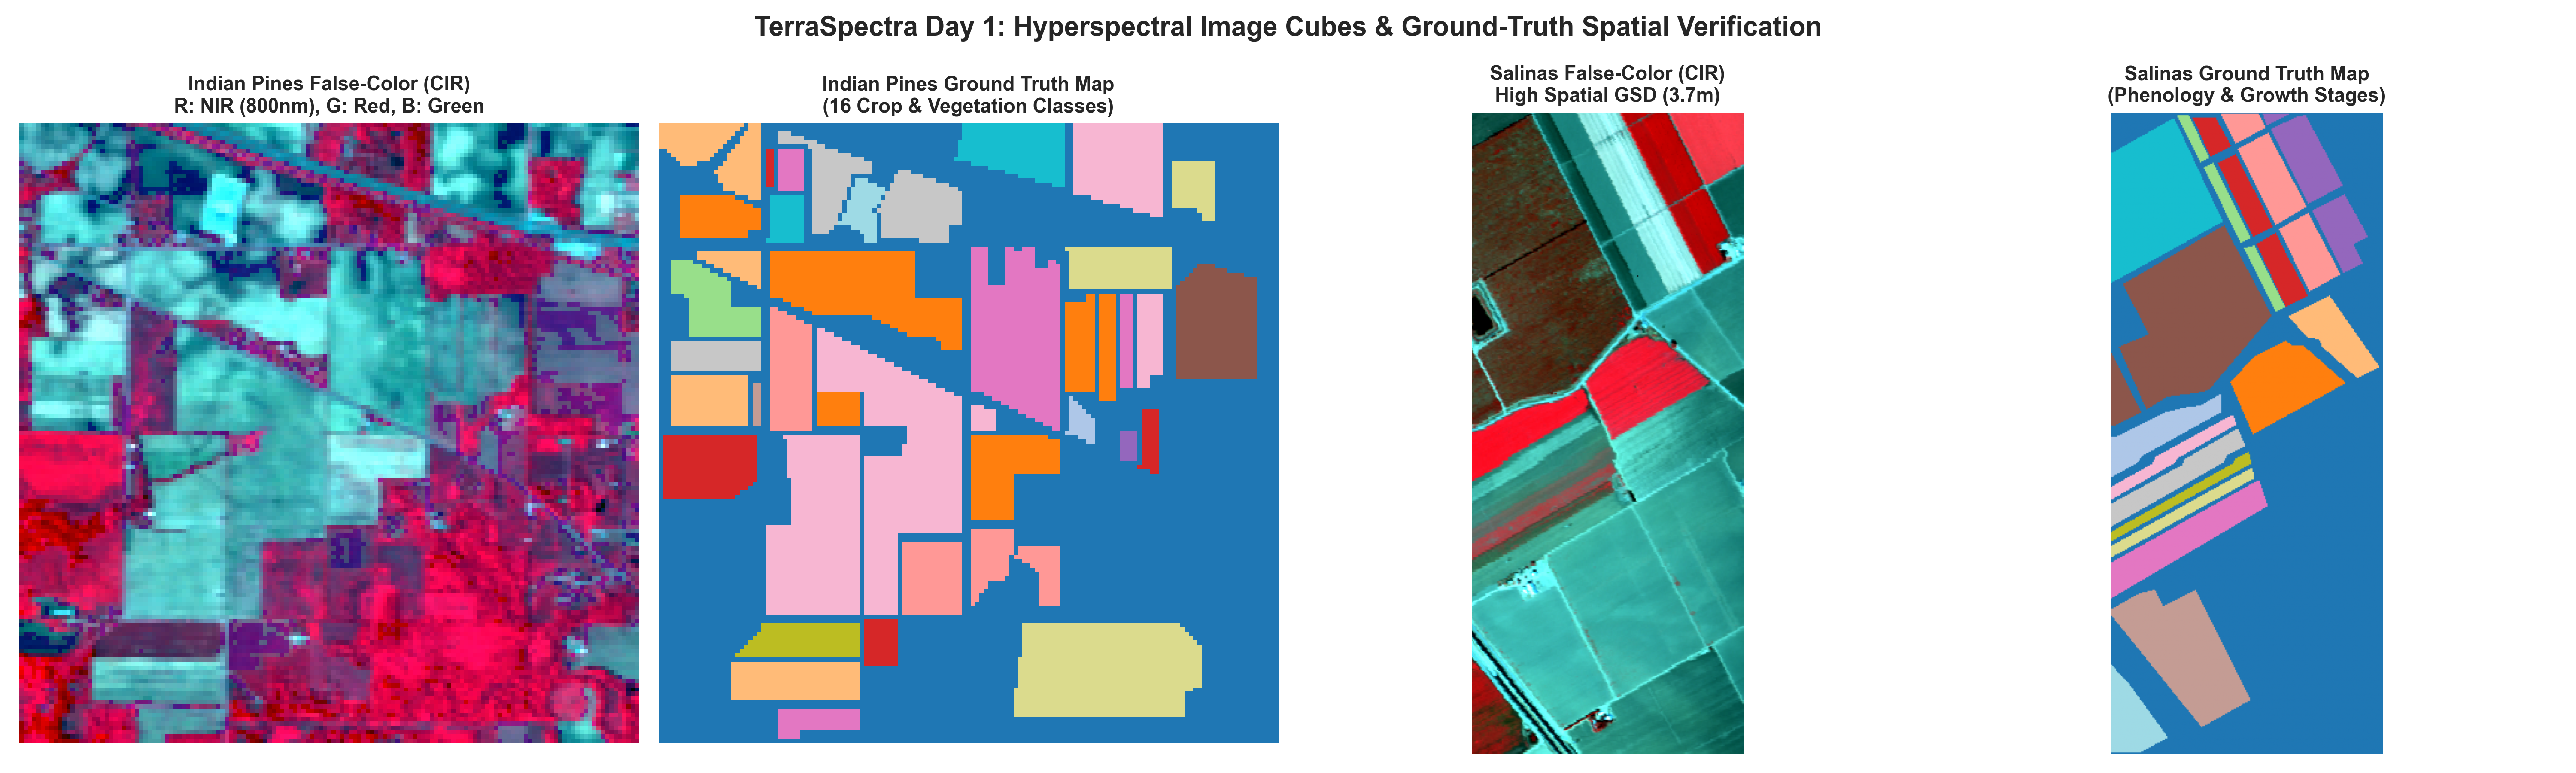 TerraSpectra Day 1: Hyperspectral Image Cubes & Ground-Truth Spatial Verification
Indian Pines False-Color (CIR)
R: NIR (800nm), G: Red, B: Green
Indian Pines Ground Truth Map
(16 Crop & Vegetation Classes)
Salinas False-Color (CIR)
High Spatial GSD (3.7m)
Salinas Ground Truth Map
(Phenology & Growth Stages)